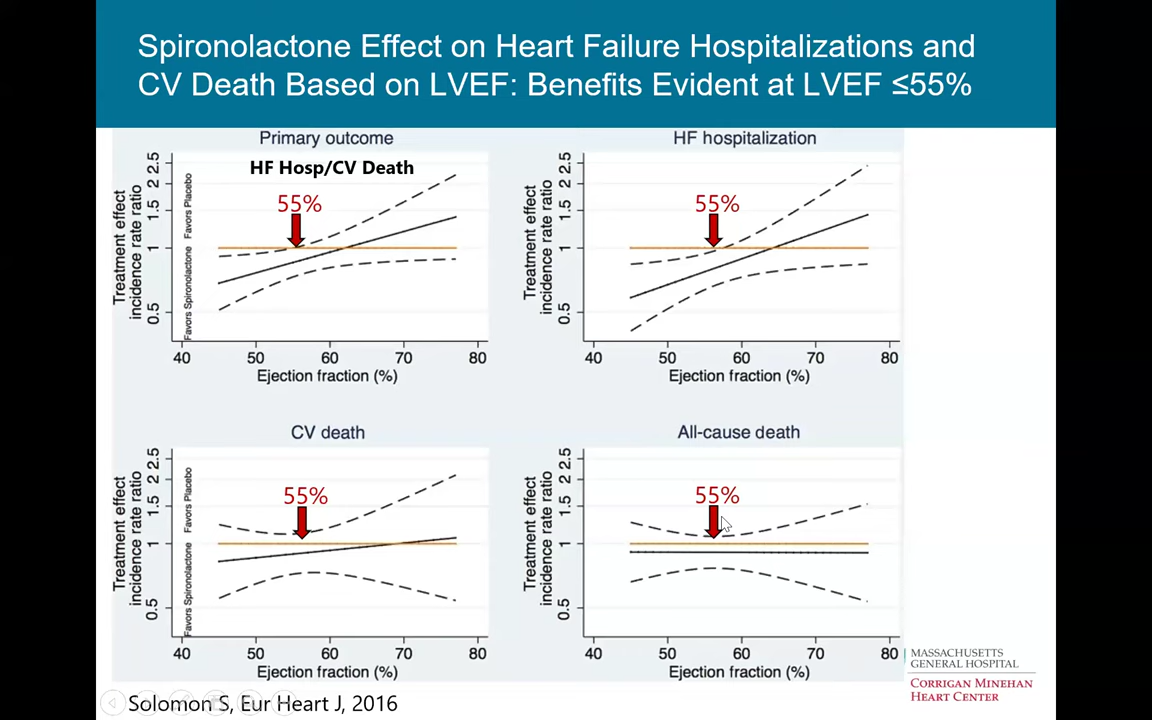 Spironolactone Effect on Heart Failure Hospitalizations and
CV Death Based on LVEF: Benefits Evident at LVEF ≤55%
Primary outcome
HF Hosp/CV Death
55%
Treatment effect
incidence rate ratio
Favors Spironolactone Favors Placebo
2.5
2
1.5
1
0.5
40 50 60 70 80
Ejection fraction (%)
HF hospitalization
55%
Treatment effect
incidence rate ratio
2.5
2
1.5
1
0.5
40 50 60 70 80
Ejection fraction (%)
CV death
55%
Treatment effect
incidence rate ratio
Favors Spironolactone Favors Placebo
2.5
2
1.5
1
0.5
40 50 60 70 80
Ejection fraction (%)
All-cause death
55%
Treatment effect
incidence rate ratio
2.5
2
1.5
1
0.5
40 50 60 70 80
Ejection fraction (%)
MASSACHUSETTS
GENERAL HOSPITAL
CORRIGAN MINEHAN
HEART CENTER
Solomon S, Eur Heart J, 2016